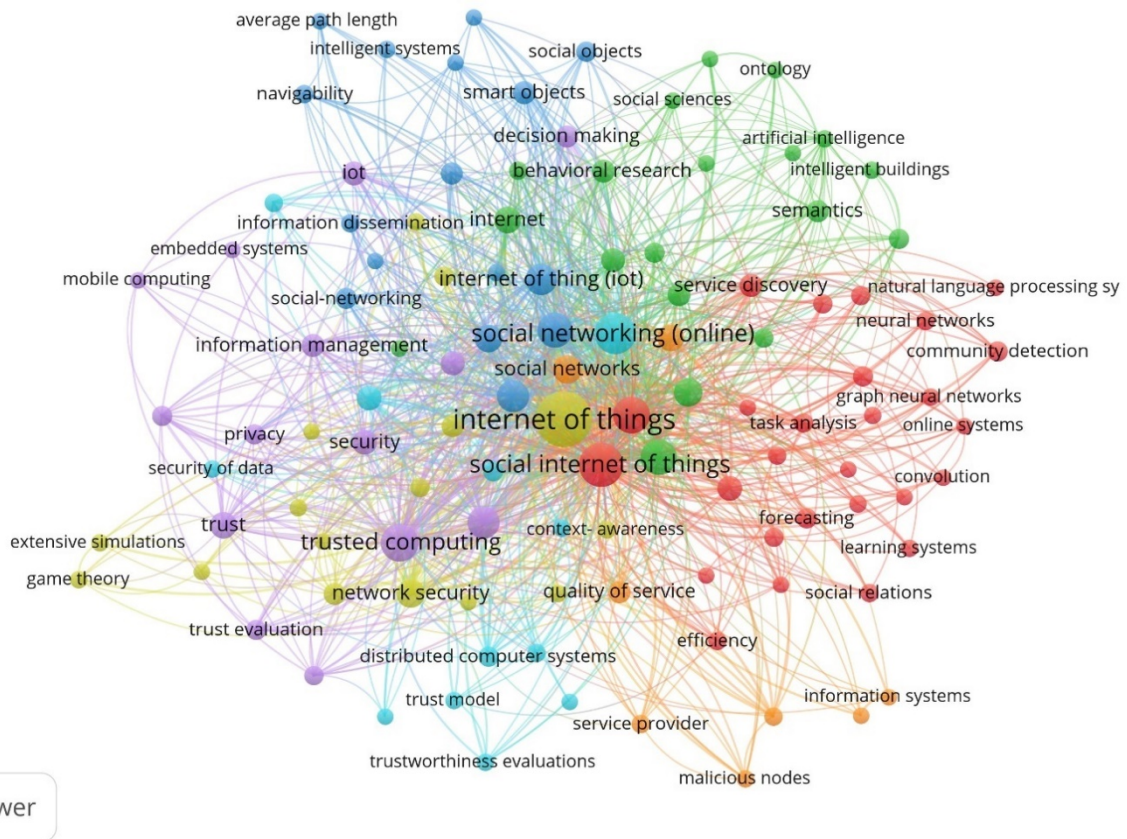 average path length
intelligent systems
social objects
ontology
navigability
smart objects
social sciences
decision making
artificial intelligence
iot
behavioral research
intelligent buildings
information dissemination
internet
semantics
embedded systems
mobile computing
internet of thing (iot)
service discovery
natural language processing sy
social-networking
neural networks
social networking (online)
information management
community detection
social networks
graph neural networks
internet of things
task analysis
online systems
privacy
security
security of data
social internet of things
convolution
forecasting
trust
context- awareness
extensive simulations
trusted computing
learning systems
game theory
network security
quality of service
social relations
trust evaluation
efficiency
distributed computer systems
trust model
information systems
service provider
trustworthiness evaluations
malicious nodes
wer